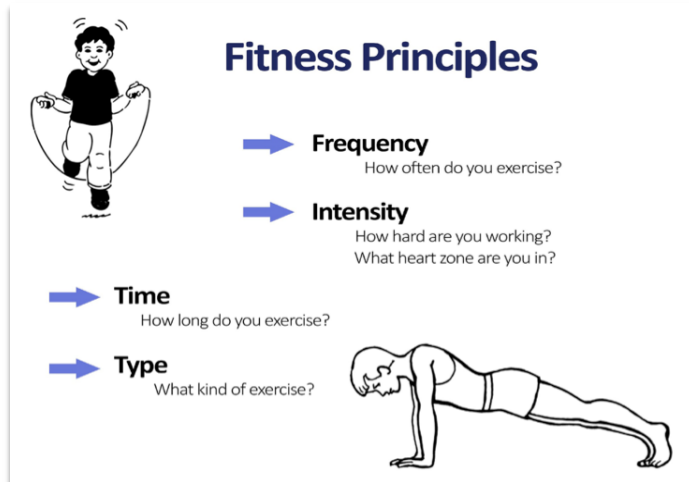 Fitness Principles
Frequency
How often do you exercise?
Intensity
How hard are you working?
What heart zone are you in?
Time
How long do you exercise?
Type
What kind of exercise?